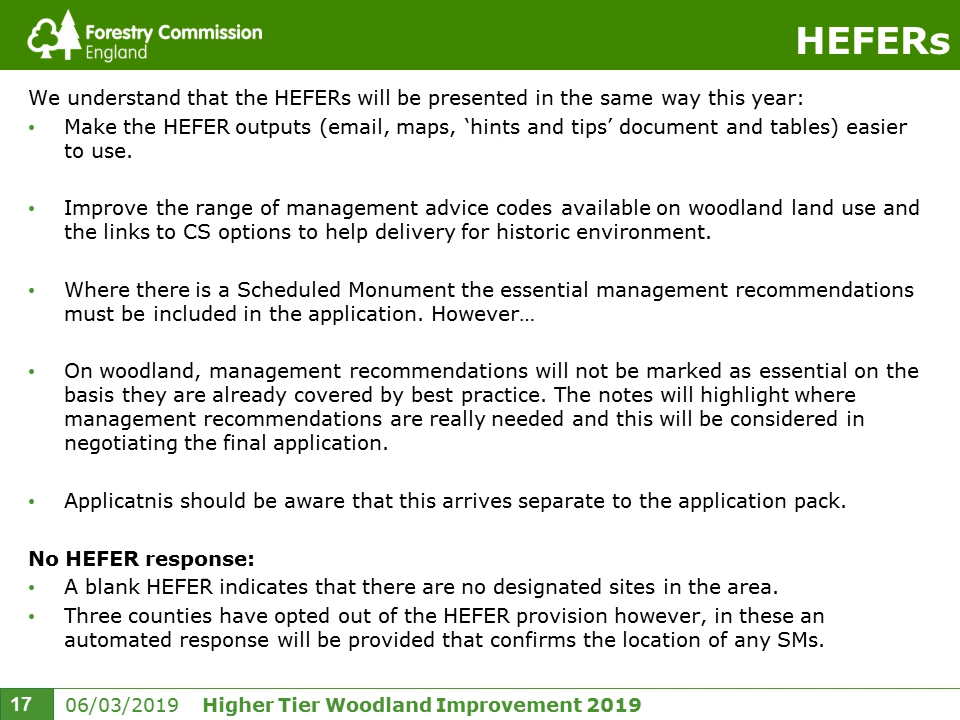 Forestry Commission
England
HEFERs
We understand that the HEFERs will be presented in the same way this year:
• Make the HEFER outputs (email, maps, ‘hints and tips’ document and tables) easier
to use.
• Improve the range of management advice codes available on woodland land use and
the links to CS options to help delivery for historic environment.
• Where there is a Scheduled Monument the essential management recommendations
must be included in the application. However…
• On woodland, management recommendations will not be marked as essential on the
basis they are already covered by best practice. The notes will highlight where
management recommendations are really needed and this will be considered in
negotiating the final application.
• Applicatnis should be aware that this arrives separate to the application pack.
No HEFER response:
• A blank HEFER indicates that there are no designated sites in the area.
• Three counties have opted out of the HEFER provision however, in these an
automated response will be provided that confirms the location of any SMs.
17 06/03/2019 Higher Tier Woodland Improvement 2019